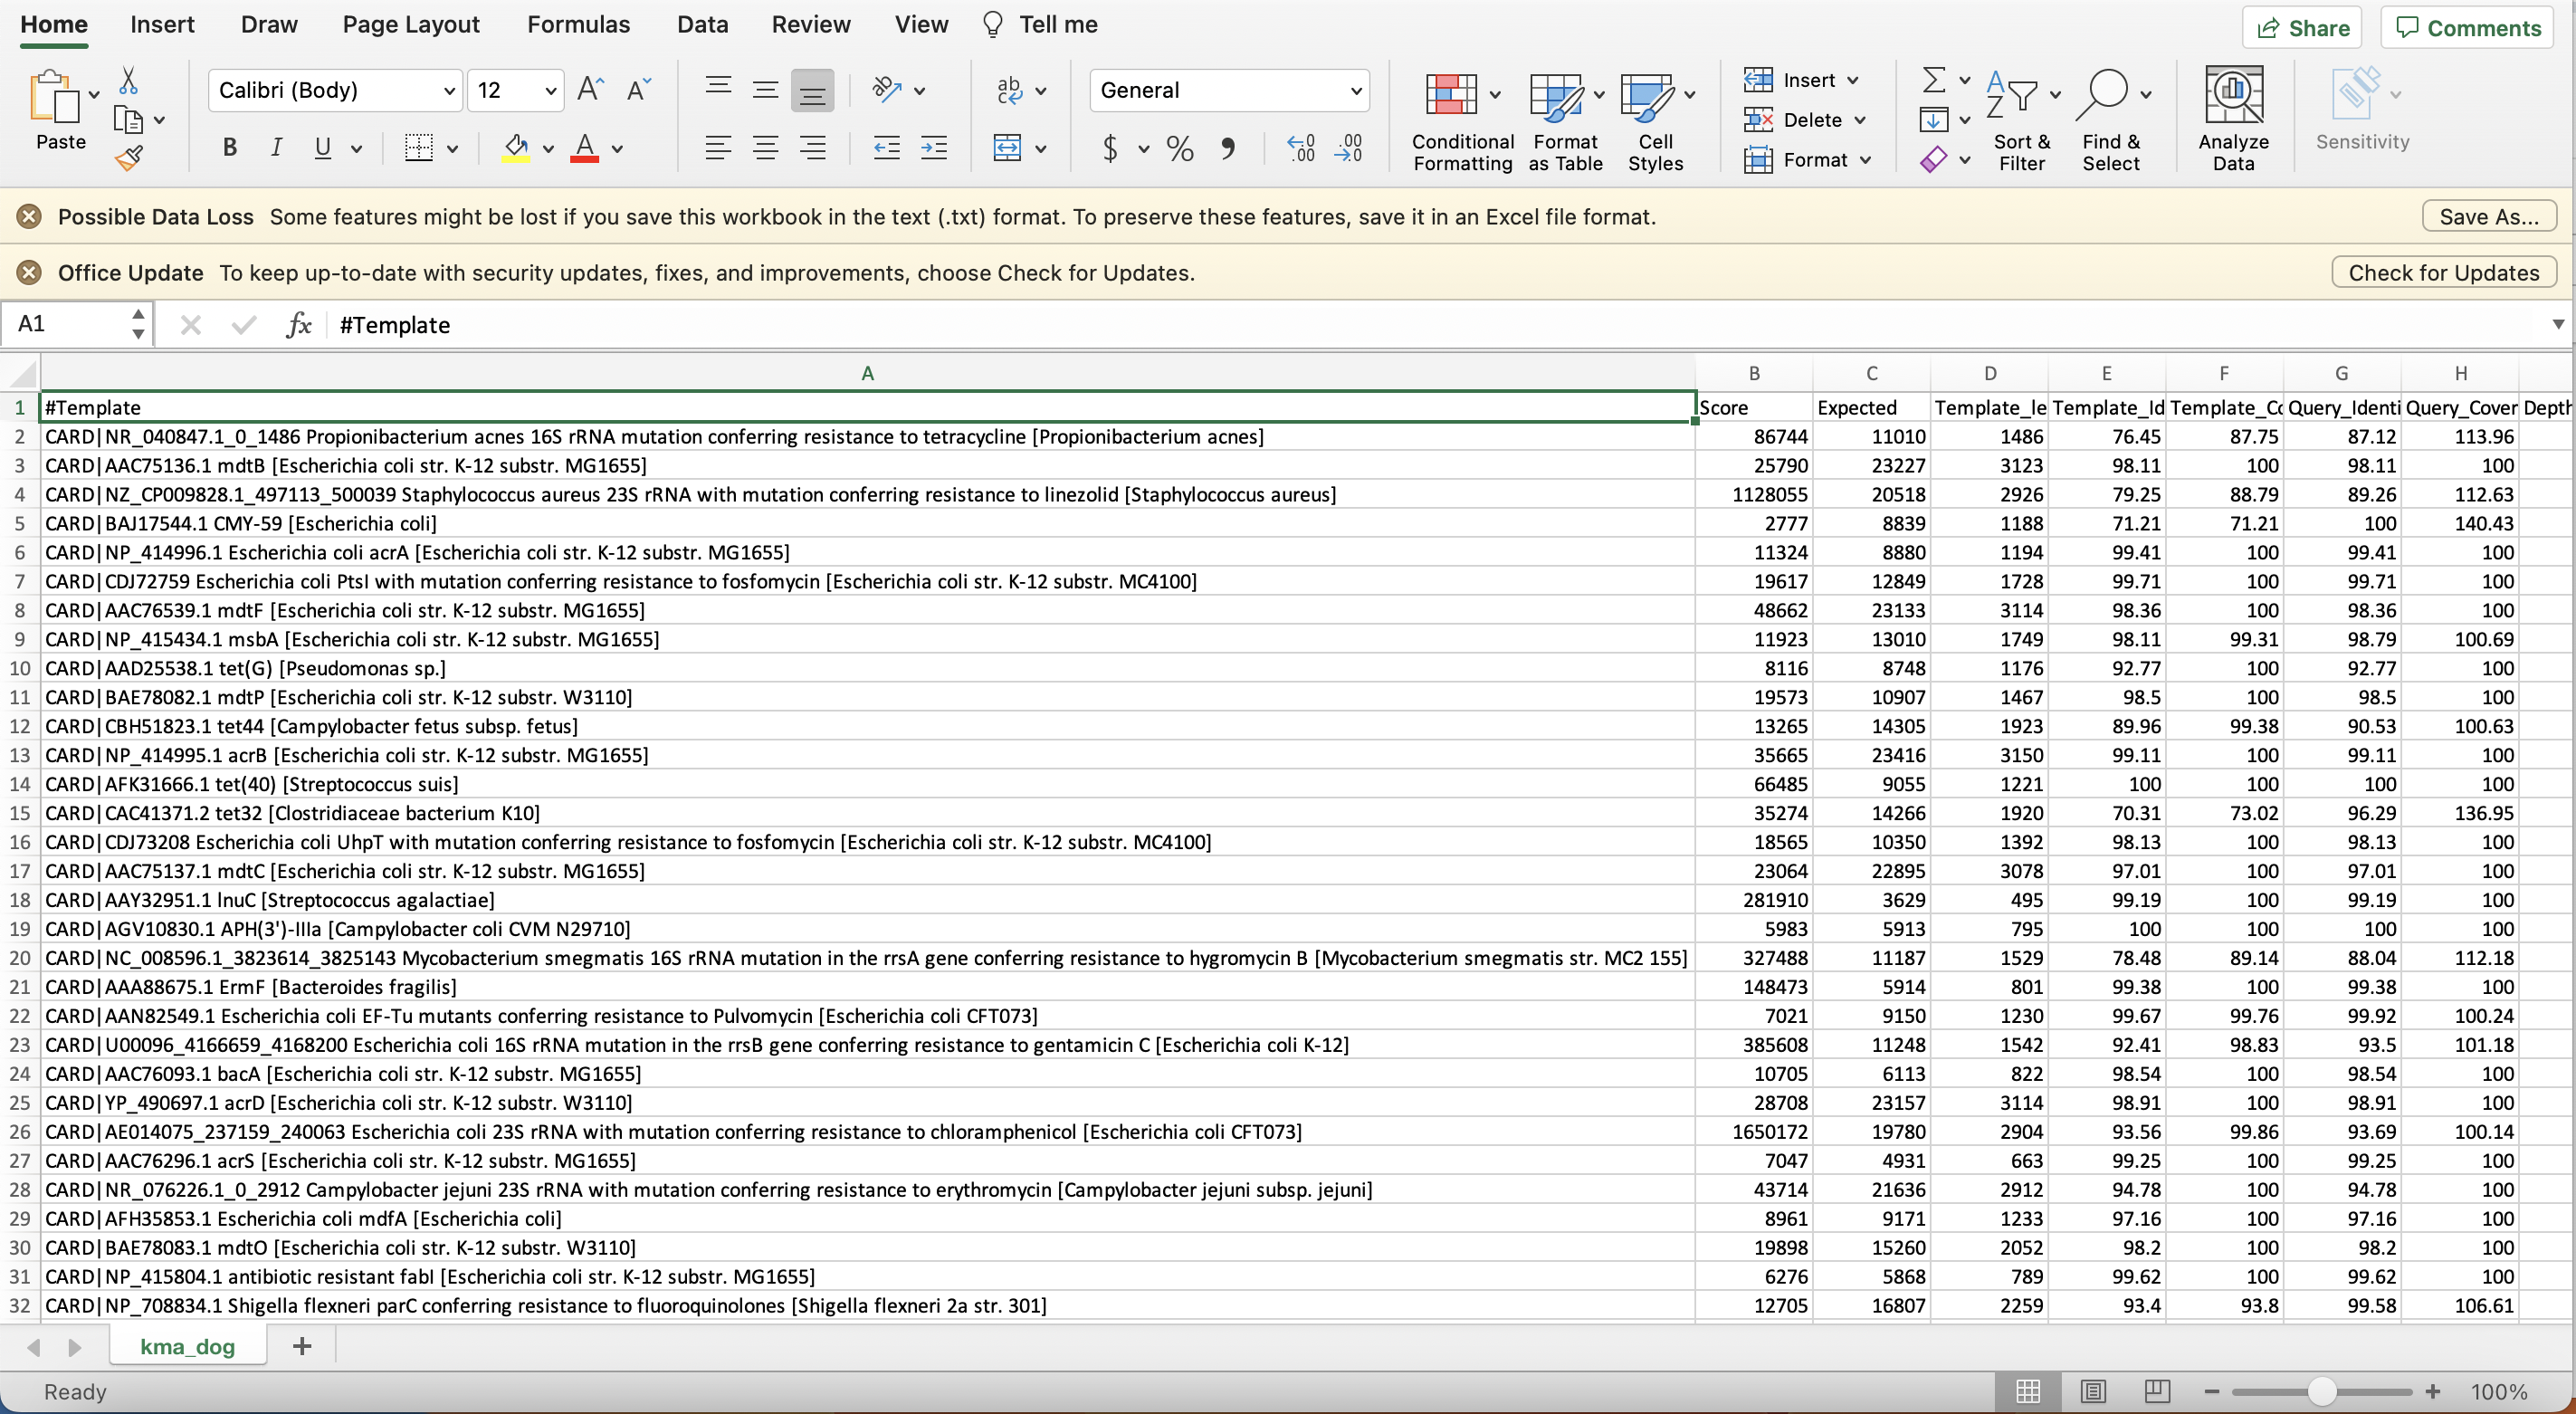 Home Insert Draw Page Layout Formulas Data Review View Tell me Share Comments
Paste Calibri (Body) 12 General Conditional Formatting Format as Table Cell Styles Insert Delete Format Sort & Filter Find & Select Analyze Data Sensitivity
Possible Data Loss Some features might be lost if you save this workbook in the text (.txt) format. To preserve these features, save it in an Excel file format. Save As...
Office Update To keep up-to-date with security updates, fixes, and improvements, choose Check for Updates. Check for Updates
A1 fx #Template
A B C D E F G H
1 #Template Score Expected Template_le Template_Id Template_Co Query_Identi Query_Cover Depth
2 CARD|NR_040847.1_0_1486 Propionibacterium acnes 16S rRNA mutation conferring resistance to tetracycline [Propionibacterium acnes] 86744 11010 1486 76.45 87.75 87.12 113.96
3 CARD|AAC75136.1 mdtB [Escherichia coli str. K-12 substr. MG1655] 25790 23227 3123 98.11 100 98.11 100
4 CARD|NZ_CP009828.1_497113_500039 Staphylococcus aureus 23S rRNA with mutation conferring resistance to linezolid [Staphylococcus aureus] 1128055 20518 2926 79.25 88.79 89.26 112.63
5 CARD|BAJ17544.1 CMY-59 [Escherichia coli] 2777 8839 1188 71.21 71.21 100 140.43
6 CARD|NP_414996.1 Escherichia coli acrA [Escherichia coli str. K-12 substr. MG1655] 11324 8880 1194 99.41 100 99.41 100
7 CARD|CDJ72759 Escherichia coli PtsI with mutation conferring resistance to fosfomycin [Escherichia coli str. K-12 substr. MC4100] 19617 12849 1728 99.71 100 99.71 100
8 CARD|AAC76539.1 mdtF [Escherichia coli str. K-12 substr. MG1655] 48662 23133 3114 98.36 100 98.36 100
9 CARD|NP_415434.1 msbA [Escherichia coli str. K-12 substr. MG1655] 11923 13010 1749 98.11 99.31 98.79 100.69
10 CARD|AAD25538.1 tet(G) [Pseudomonas sp.] 8116 8748 1176 92.77 100 92.77 100
11 CARD|BAE78082.1 mdtP [Escherichia coli str. K-12 substr. W3110] 19573 10907 1467 98.5 100 98.5 100
12 CARD|CBH51823.1 tet44 [Campylobacter fetus subsp. fetus] 13265 14305 1923 89.96 99.38 90.53 100.63
13 CARD|NP_414995.1 acrB [Escherichia coli str. K-12 substr. MG1655] 35665 23416 3150 99.11 100 99.11 100
14 CARD|AFK31666.1 tet(40) [Streptococcus suis] 66485 9055 1221 100 100 100 100
15 CARD|CAC41371.2 tet32 [Clostridiaceae bacterium K10] 35274 14266 1920 70.31 73.02 96.29 136.95
16 CARD|CDJ73208 Escherichia coli UhpT with mutation conferring resistance to fosfomycin [Escherichia coli str. K-12 substr. MC4100] 18565 10350 1392 98.13 100 98.13 100
17 CARD|AAC75137.1 mdtC [Escherichia coli str. K-12 substr. MG1655] 23064 22895 3078 97.01 100 97.01 100
18 CARD|AAY32951.1 lnuC [Streptococcus agalactiae] 281910 3629 495 99.19 100 99.19 100
19 CARD|AGV10830.1 APH(3')-IIIa [Campylobacter coli CVM N29710] 5983 5913 795 100 100 100 100
20 CARD|NC_008596.1_3823614_3825143 Mycobacterium smegmatis 16S rRNA mutation in the rrsA gene conferring resistance to hygromycin B [Mycobacterium smegmatis str. MC2 155] 327488 11187 1529 78.48 89.14 88.04 112.18
21 CARD|AAA88675.1 ErmF [Bacteroides fragilis] 148473 5914 801 99.38 100 99.38 100
22 CARD|AAN82549.1 Escherichia coli EF-Tu mutants conferring resistance to Pulvomycin [Escherichia coli CFT073] 7021 9150 1230 99.67 99.76 99.92 100.24
23 CARD|U00096_4166659_4168200 Escherichia coli 16S rRNA mutation in the rrsB gene conferring resistance to gentamicin C [Escherichia coli K-12] 385608 11248 1542 92.41 98.83 93.5 101.18
24 CARD|AAC76093.1 bacA [Escherichia coli str. K-12 substr. MG1655] 10705 6113 822 98.54 100 98.54 100
25 CARD|YP_490697.1 acrD [Escherichia coli str. K-12 substr. W3110] 28708 23157 3114 98.91 100 98.91 100
26 CARD|AE014075_237159_240063 Escherichia coli 23S rRNA with mutation conferring resistance to chloramphenicol [Escherichia coli CFT073] 1650172 19780 2904 93.56 99.86 93.69 100.14
27 CARD|AAC76296.1 acrS [Escherichia coli str. K-12 substr. MG1655] 7047 4931 663 99.25 100 99.25 100
28 CARD|NR_076226.1_0_2912 Campylobacter jejuni 23S rRNA with mutation conferring resistance to erythromycin [Campylobacter jejuni subsp. jejuni] 43714 21636 2912 94.78 100 94.78 100
29 CARD|AFH35853.1 Escherichia coli mdfA [Escherichia coli] 8961 9171 1233 97.16 100 97.16 100
30 CARD|BAE78083.1 mdtO [Escherichia coli str. K-12 substr. W3110] 19898 15260 2052 98.2 100 98.2 100
31 CARD|NP_415804.1 antibiotic resistant fabI [Escherichia coli str. K-12 substr. MG1655] 6276 5868 789 99.62 100 99.62 100
32 CARD|NP_708834.1 Shigella flexneri parC conferring resistance to fluoroquinolones [Shigella flexneri 2a str. 301] 12705 16807 2259 93.4 93.8 99.58 106.61
kma_dog
Ready 100%